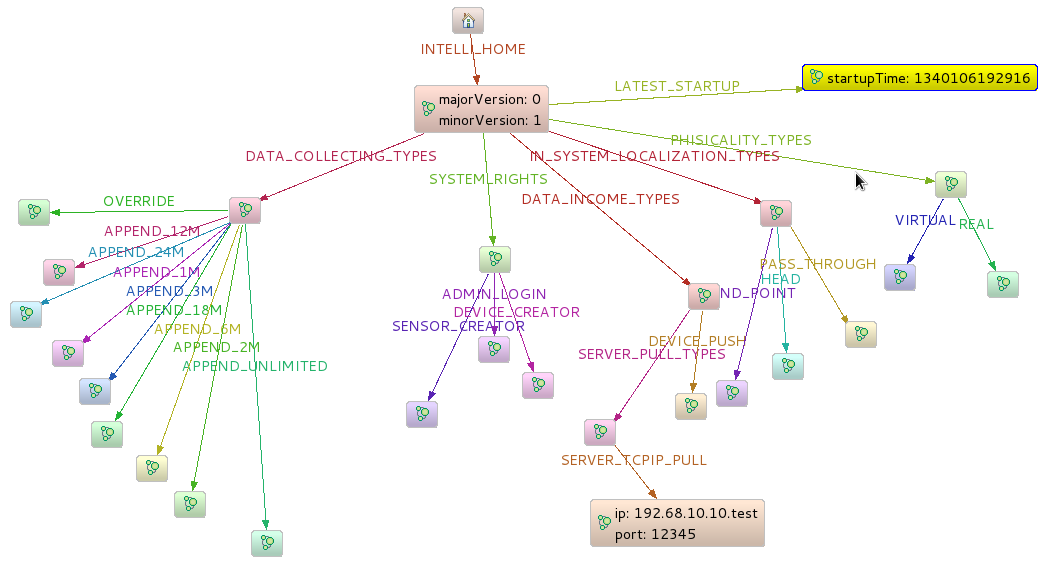 INTELLI_HOME
startupTime: 1340106192916
LATEST_STARTUP
majorVersion: 0
minorVersion: 1
PHISICALITY_TYPES
DATA_COLLECTING_TYPES
IN_SYSTEM_LOCALIZATION_TYPES
SYSTEM_RIGHTS
DATA_INCOME_TYPES
OVERRIDE
VIRTUAL
REAL
APPEND_12M
APPEND_24M
PASS_THROUGH
APPEND_1M
HEAD
APPEND_3M
ADMIN_LOGIN
ND_POINT
APPEND_18M
DEVICE_CREATOR
SENSOR_CREATOR
APPEND_6M
DEVICE_PUSH
APPEND_2M
SERVER_PULL_TYPES
APPEND_UNLIMITED
SERVER_TCPIP_PULL
ip: 192.68.10.10.test
port: 12345